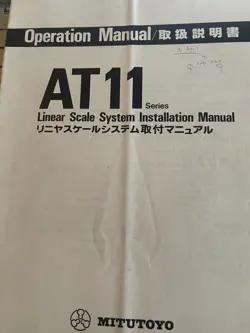 Operation Manual/取扱説明書
AT11 Series
Linear Scale System Installation Manual
リニヤスケールシステム取付マニュアル
MITUTOYO